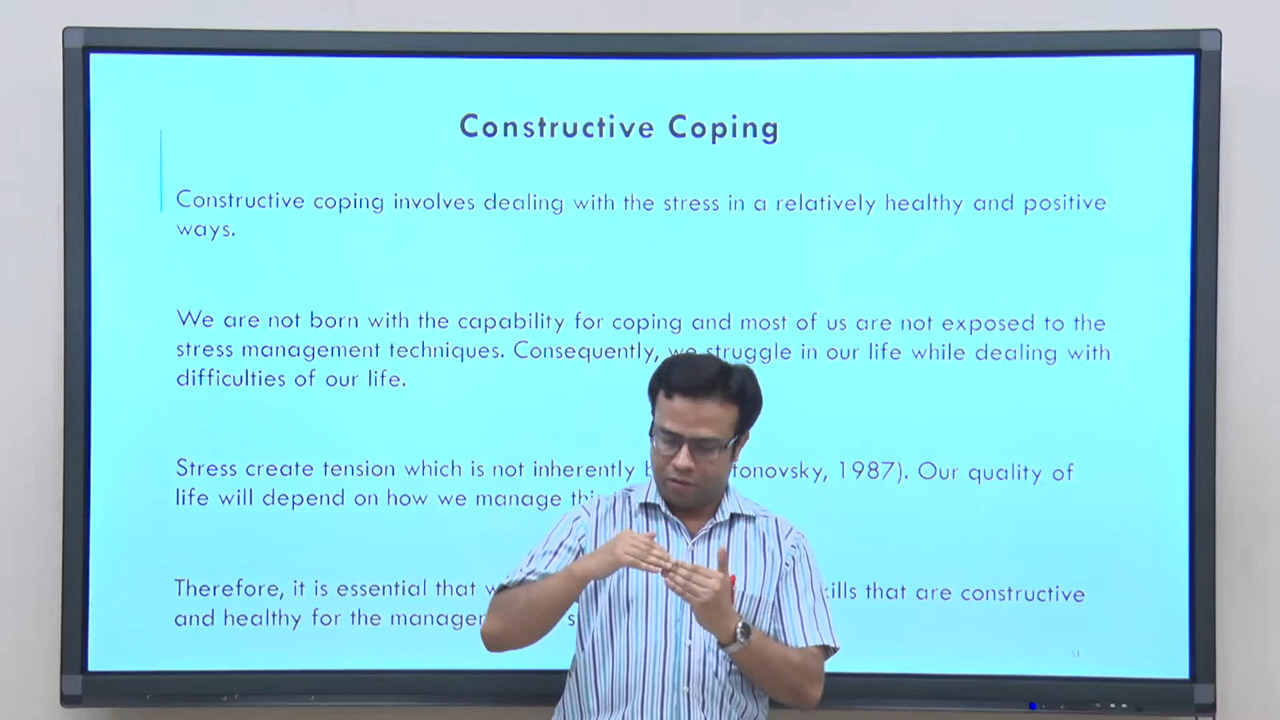 Constructive Coping
Constructive coping involves dealing with the stress in a relatively healthy and positive
ways.
We are not born with the capability for coping and most of us are not exposed to the
stress management techniques. Consequently, we struggle in our life while dealing with
difficulties of our life.
Stress create tension which is not inherently 1987). Our quality of
life will depend on how we manage
Therefore, it is essential that that are constructive
and healthy for the